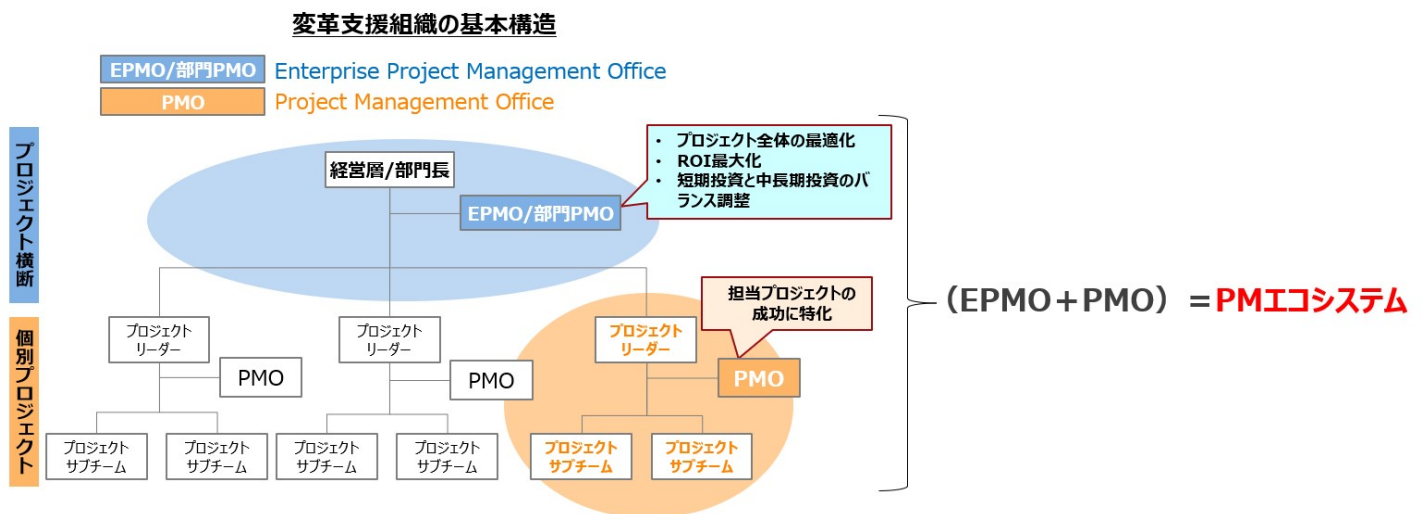 変革支援組織の基本構造
EPMO/部門PMO
Enterprise Project Management Office
PMO
Project Management Office
プロジェクト横断
経営層/部門長
EPMO/部門PMO
・ プロジェクト全体の最適化
・ ROI最大化
・ 短期投資と中長期投資のバ
ランス調整
個別プロジェクト
プロジェクト
リーダー
PMO
プロジェクト
サブチーム
プロジェクト
サブチーム
プロジェクト
リーダー
PMO
プロジェクト
サブチーム
プロジェクト
サブチーム
担当プロジェクトの
成功に特化
プロジェクト
リーダー
PMO
プロジェクト
サブチーム
プロジェクト
サブチーム
（EPMO＋PMO）＝PMエコシステム